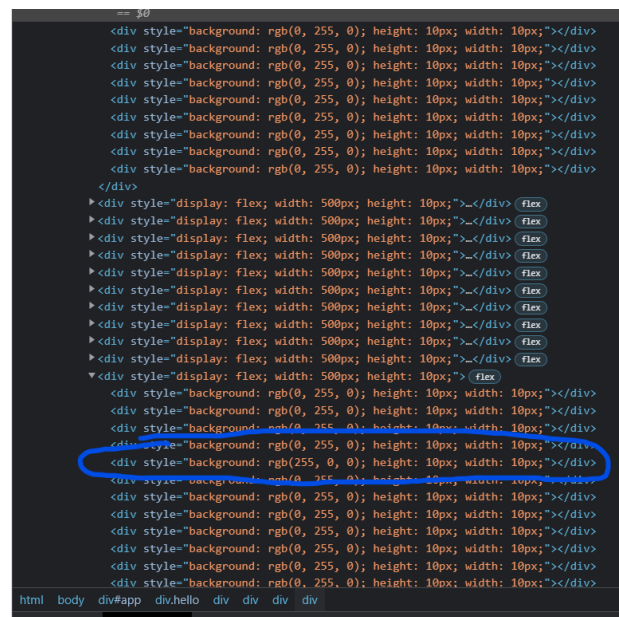 == $0
<div style="background: rgb(0, 255, 0); height: 10px; width: 10px;"></div>
<div style="background: rgb(0, 255, 0); height: 10px; width: 10px;"></div>
<div style="background: rgb(0, 255, 0); height: 10px; width: 10px;"></div>
<div style="background: rgb(0, 255, 0); height: 10px; width: 10px;"></div>
<div style="background: rgb(0, 255, 0); height: 10px; width: 10px;"></div>
<div style="background: rgb(0, 255, 0); height: 10px; width: 10px;"></div>
<div style="background: rgb(0, 255, 0); height: 10px; width: 10px;"></div>
<div style="background: rgb(0, 255, 0); height: 10px; width: 10px;"></div>
<div style="background: rgb(0, 255, 0); height: 10px; width: 10px;"></div>
</div>
<div style="display: flex; width: 500px; height: 10px;">…</div> flex
<div style="display: flex; width: 500px; height: 10px;">…</div> flex
<div style="display: flex; width: 500px; height: 10px;">…</div> flex
<div style="display: flex; width: 500px; height: 10px;">…</div> flex
<div style="display: flex; width: 500px; height: 10px;">…</div> flex
<div style="display: flex; width: 500px; height: 10px;">…</div> flex
<div style="display: flex; width: 500px; height: 10px;">…</div> flex
<div style="display: flex; width: 500px; height: 10px;">…</div> flex
<div style="display: flex; width: 500px; height: 10px;">…</div> flex
<div style="display: flex; width: 500px; height: 10px;">…</div> flex
<div style="display: flex; width: 500px; height: 10px;"> flex
<div style="background: rgb(0, 255, 0); height: 10px; width: 10px;"></div>
<div style="background: rgb(0, 255, 0); height: 10px; width: 10px;"></div>
<div style="background: rgb(0, 255, 0); height: 10px; width: 10px;"></div>
<div style="background: rgb(0, 255, 0); height: 10px; width: 10px;"></div>
<div style="background: rgb(255, 0, 0); height: 10px; width: 10px;"></div>
<div style="background: rgb(0, 255, 0); height: 10px; width: 10px;"></div>
<div style="background: rgb(0, 255, 0); height: 10px; width: 10px;"></div>
<div style="background: rgb(0, 255, 0); height: 10px; width: 10px;"></div>
<div style="background: rgb(0, 255, 0); height: 10px; width: 10px;"></div>
<div style="background: rgb(0, 255, 0); height: 10px; width: 10px;"></div>
<div style="background: rgb(0, 255, 0); height: 10px; width: 10px;"></div>
<div style="background: rgb(0, 255, 0); height: 10px; width: 10px;"></div>
html body div#app div.hello div div div div